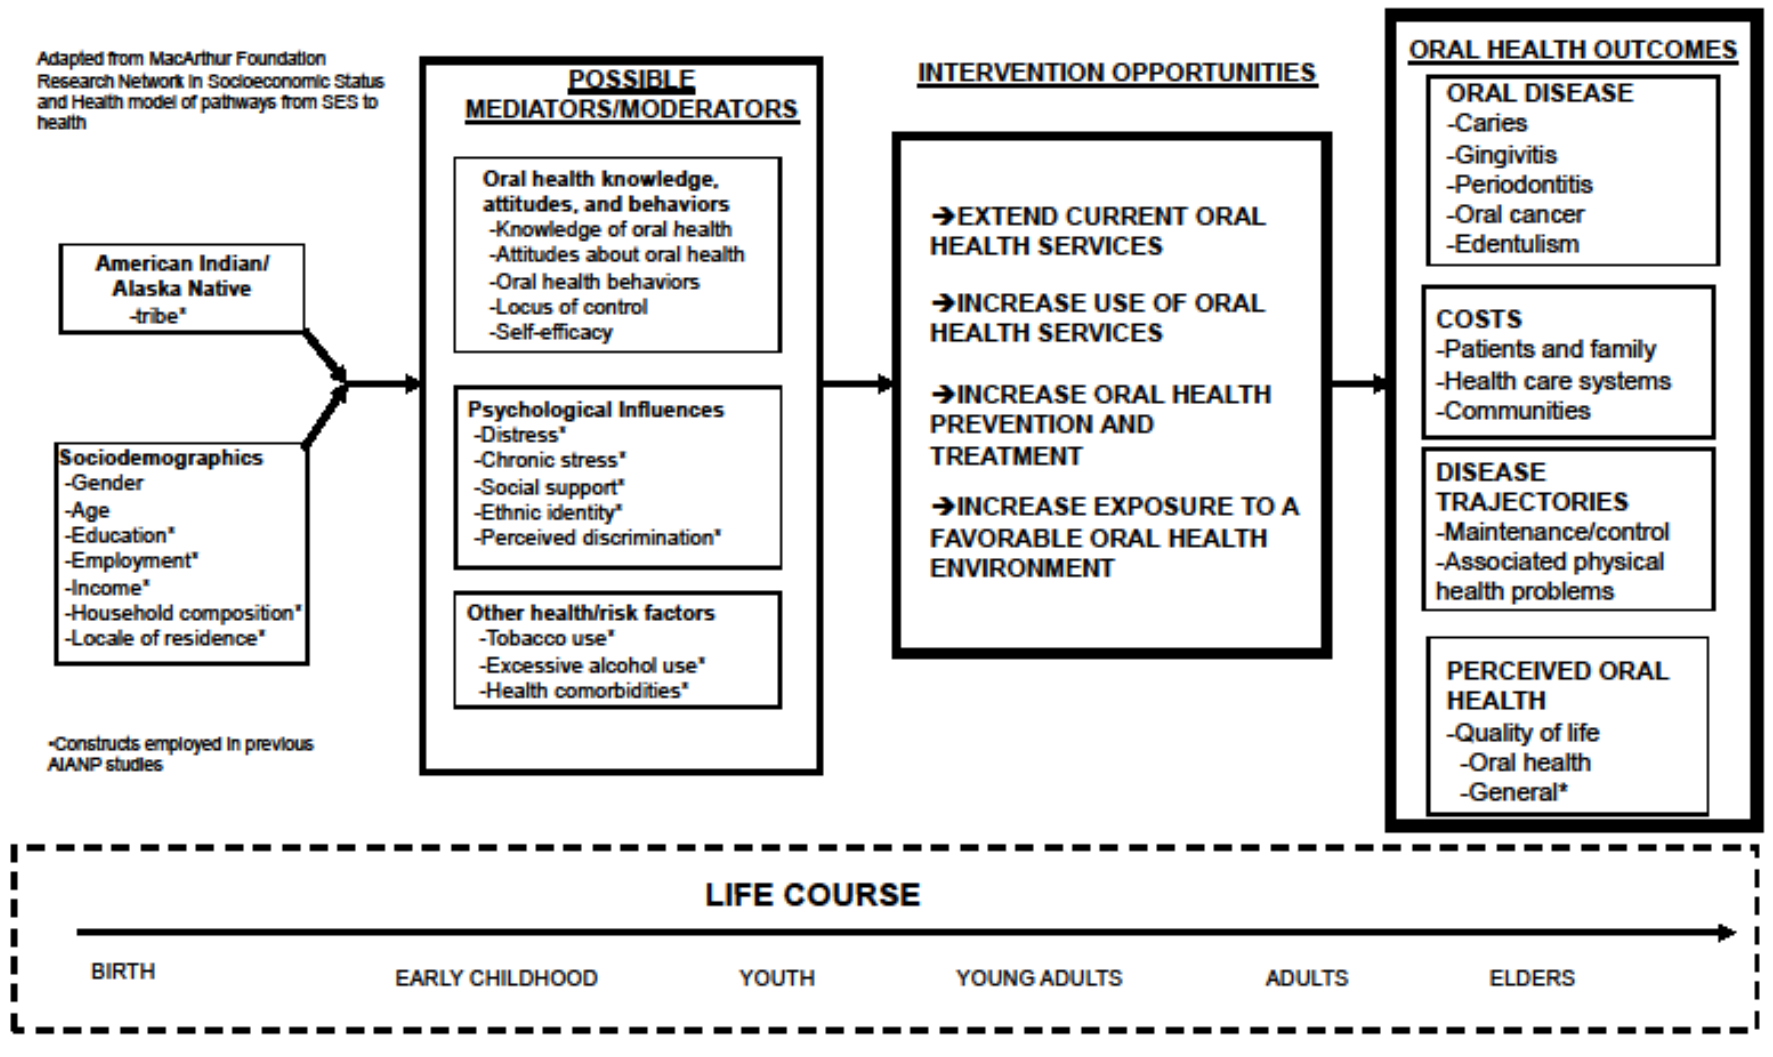 Adapted from MacArthur Foundation
Research Network in Socioeconomic Status
and Health model of pathways from SES to
health
American Indian/
Alaska Native
-tribe*
Sociodemographics
-Gender
-Age
-Education*
-Employment*
-Income*
-Household composition*
-Locale of residence*
*Constructs employed in previous
AIANP studies
POSSIBLE
MEDIATORS/MODERATORS
Oral health knowledge,
attitudes, and behaviors
-Knowledge of oral health
-Attitudes about oral health
-Oral health behaviors
-Locus of control
-Self-efficacy
Psychological Influences
-Distress*
-Chronic stress*
-Social support*
-Ethnic identity*
-Perceived discrimination*
Other health/risk factors
-Tobacco use*
-Excessive alcohol use*
-Health comorbidities*
INTERVENTION OPPORTUNITIES
➔EXTEND CURRENT ORAL
HEALTH SERVICES
➔INCREASE USE OF ORAL
HEALTH SERVICES
➔INCREASE ORAL HEALTH
PREVENTION AND
TREATMENT
➔INCREASE EXPOSURE TO A
FAVORABLE ORAL HEALTH
ENVIRONMENT
ORAL HEALTH OUTCOMES
ORAL DISEASE
-Caries
-Gingivitis
-Periodontitis
-Oral cancer
-Edentulism
COSTS
-Patients and family
-Health care systems
-Communities
DISEASE
TRAJECTORIES
-Maintenance/control
-Associated physical
health problems
PERCEIVED ORAL
HEALTH
-Quality of life
-Oral health
-General*
LIFE COURSE
BIRTH
EARLY CHILDHOOD
YOUTH
YOUNG ADULTS
ADULTS
ELDERS